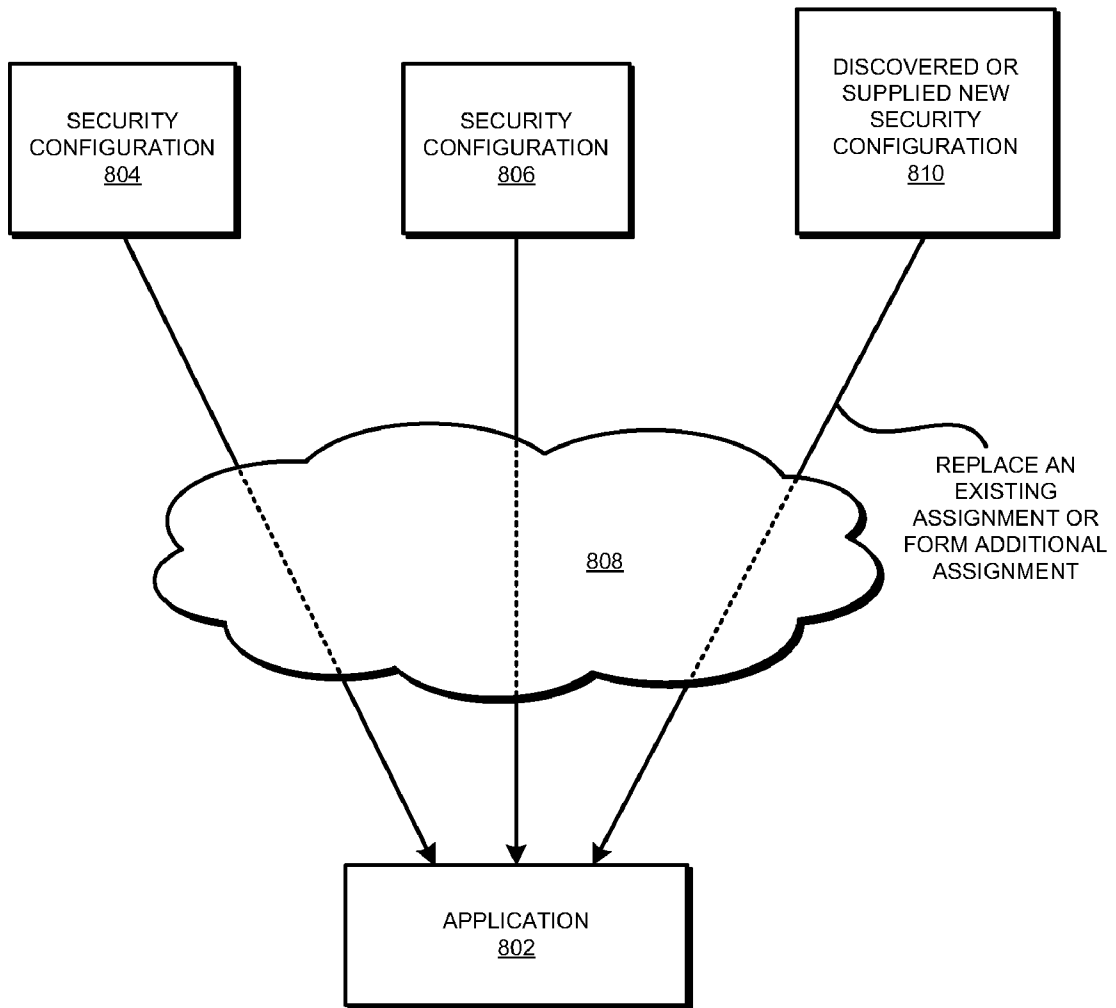 SECURITY
CONFIGURATION
804
SECURITY
CONFIGURATION
806
DISCOVERED OR
SUPPLIED NEW
SECURITY
CONFIGURATION
810
REPLACE AN
EXISTING
ASSIGNMENT OR
FORM ADDITIONAL
ASSIGNMENT
808
APPLICATION
802